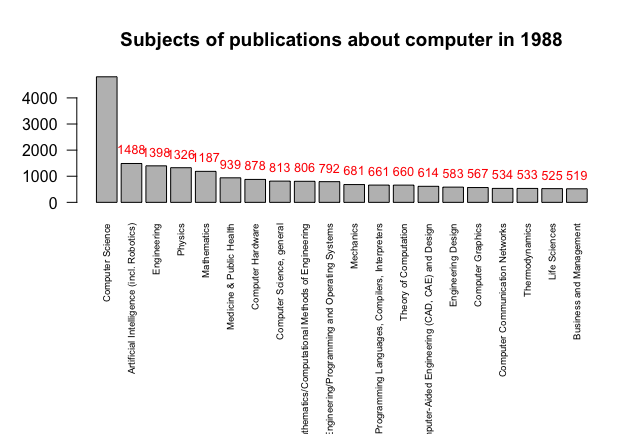 Subjects of publications about computer in 1988
4000
3000
2000
1000
0
1488
1398
1326
1187
939
878
813
806
792
681
661
660
614
583
567
534
533
525
519
Computer Science
Artificial Intelligence (incl. Robotics)
Engineering
Physics
Mathematics
Medicine & Public Health
Computer Hardware
Computer Science, general
thematics/Computational Methods of Engineering
Engineering/Programming and Operating Systems
Mechanics
Programming Languages, Compilers, Interpreters
Theory of Computation
mputer-Aided Engineering (CAD, CAE) and Design
Engineering Design
Computer Graphics
Computer Communication Networks
Thermodynamics
Life Sciences
Business and Management